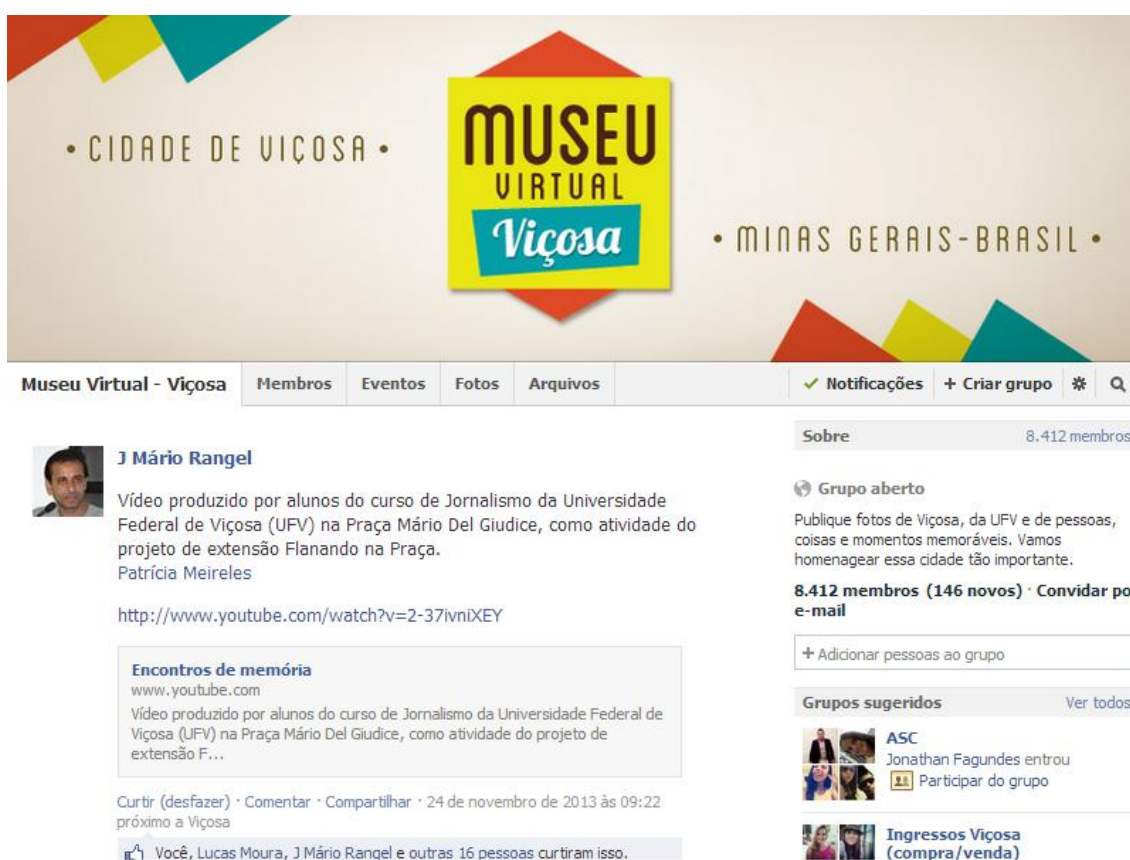 • CIDADE DE VIÇOSA •
MUSEU
VIRTUAL
Viçosa
• MINAS GERAIS-BRASIL •
Museu Virtual - Viçosa Membros Eventos Fotos Arquivos ✓ Notificações + Criar grupo
J Mário Rangel
Vídeo produzido por alunos do curso de Jornalismo da Universidade
Federal de Viçosa (UFV) na Praça Mário Del Giudice, como atividade do
projeto de extensão Flanando na Praça.
Patrícia Meireles
http://www.youtube.com/watch?v=2-37ivniXEY
Encontros de memória
www.youtube.com
Vídeo produzido por alunos do curso de Jornalismo da Universidade Federal de
Viçosa (UFV) na Praça Mário Del Giudice, como atividade do projeto de
extensão F...
Curtir (desfazer) · Comentar · Compartilhar · 24 de novembro de 2013 às 09:22
próximo a Viçosa
Você, Lucas Moura, J Mário Rangel e outras 16 pessoas curtiram isso.
Sobre 8.412 membros
Grupo aberto
Publique fotos de Viçosa, da UFV e de pessoas,
coisas e momentos memoráveis. Vamos
homenagear essa cidade tão importante.
8.412 membros (146 novos) · Convidar po
e-mail
+ Adicionar pessoas ao grupo
Grupos sugeridos Ver todos
ASC
Jonathan Fagundes entrou
Participar do grupo
Ingressos Viçosa
(compra/venda)